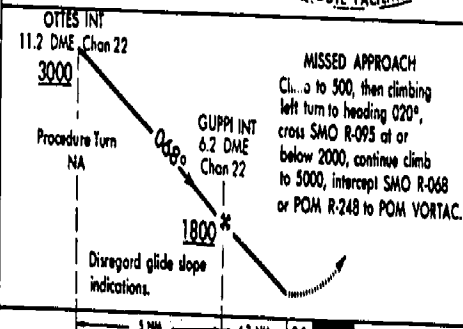 OTTES INT
11.2 DME Chan 22
3000
Procedure Turn
NA
068°
GUPPI INT
6.2 DME
Chan 22
1800
Disregard glide slope
indications.
MISSED APPROACH
to 500, then climbing
left turn to heading 020°,
cross SMO R-095 at or
below 2000, continue climb
to 5000, intercept SMO R-068
or POM R-248 to POM VORTAC.
5 NM